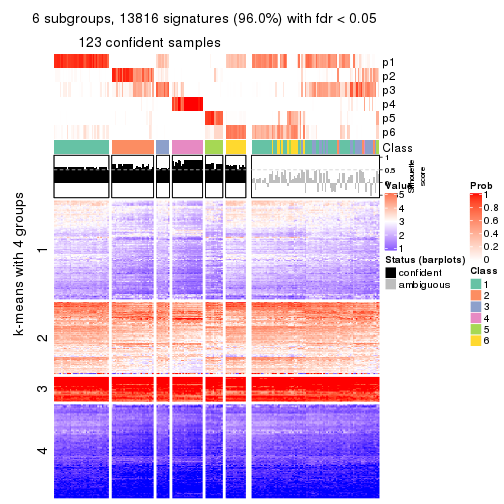 6 subgroups, 13816 signatures (96.0%) with fdr < 0.05
123 confident samples
p1
p2
p3
p4
p5
p6
Class
1
0.5
0
Silhouette
score
k-means with 4 groups
1
2
3
4
Value
5
4
3
2
1
Status (barplots)
confident
ambiguous
Prob
1
0.8
0.6
0.4
0.2
0
Class
1
2
3
4
5
6